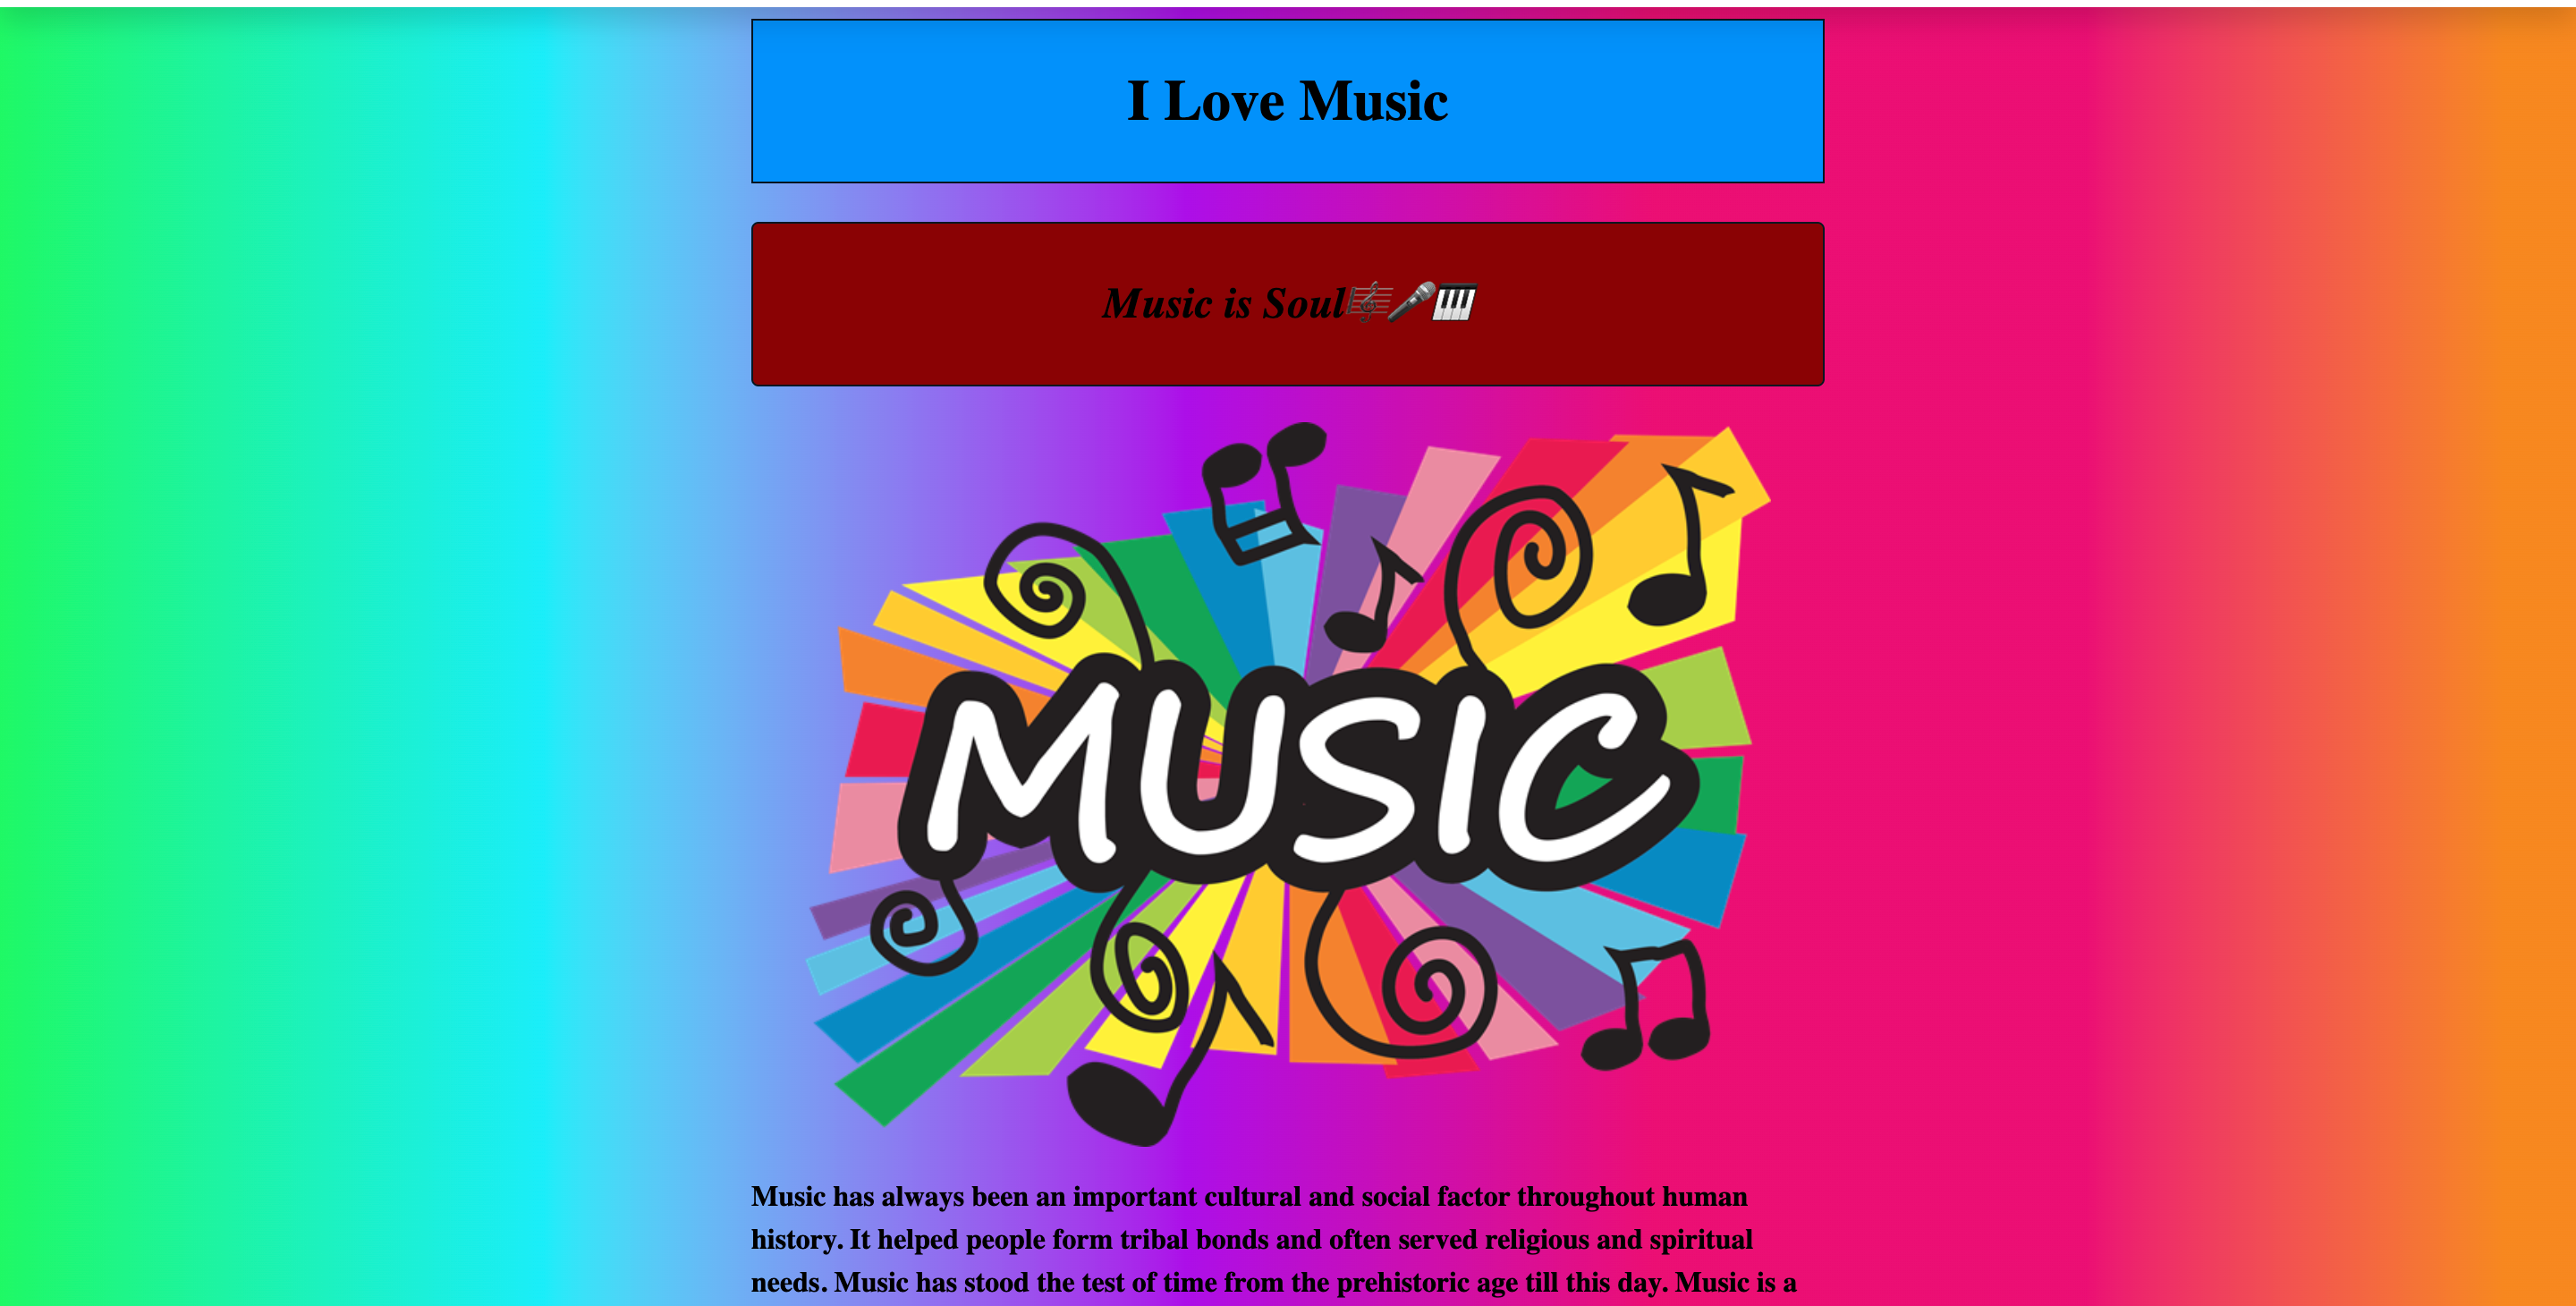 I Love Music
Music is Soul🎼🎤🎹
MUSIC
Music has always been an important cultural and social factor throughout human
history. It helped people form tribal bonds and often served religious and spiritual
needs. Music has stood the test of time from the prehistoric age till this day. Music is a